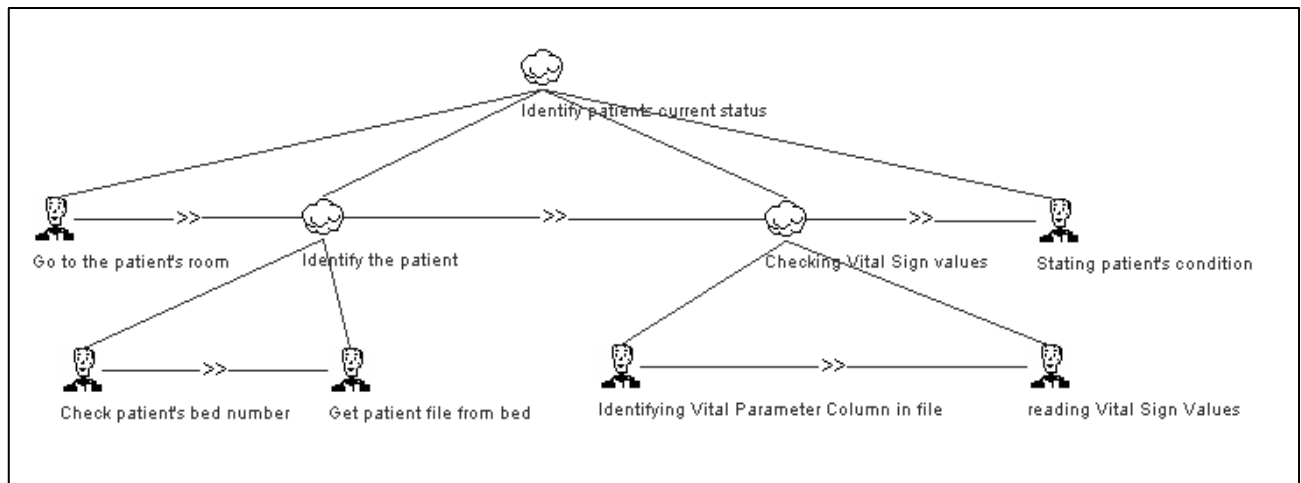 Identify patients current status
>> >> >>
Go to the patient's room Identify the patient Checking Vital Sign values Stating patient's condition
>> >>
Check patient's bed number Get patient file from bed Identifying Vital Parameter Column in file reading Vital Sign Values